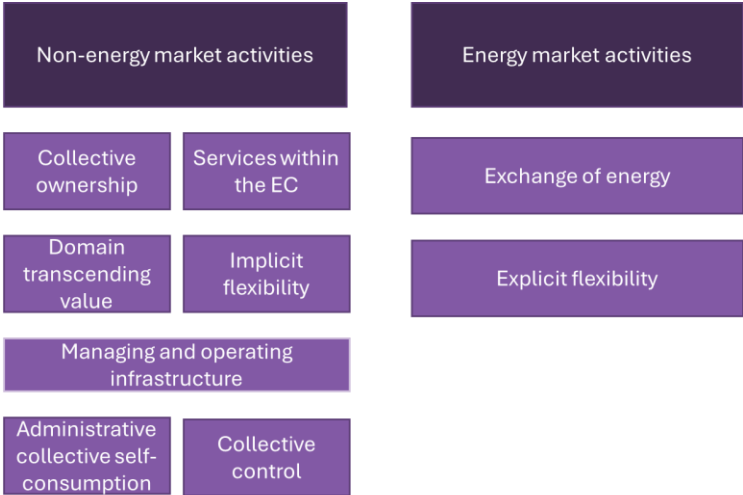 Non-energy market activities
Energy market activities
Collective
ownership
Services within
the EC
Exchange of energy
Domain
transcending
value
Implicit
flexibility
Explicit flexibility
Managing and operating
infrastructure
Administrative
collective self-
consumption
Collective
control